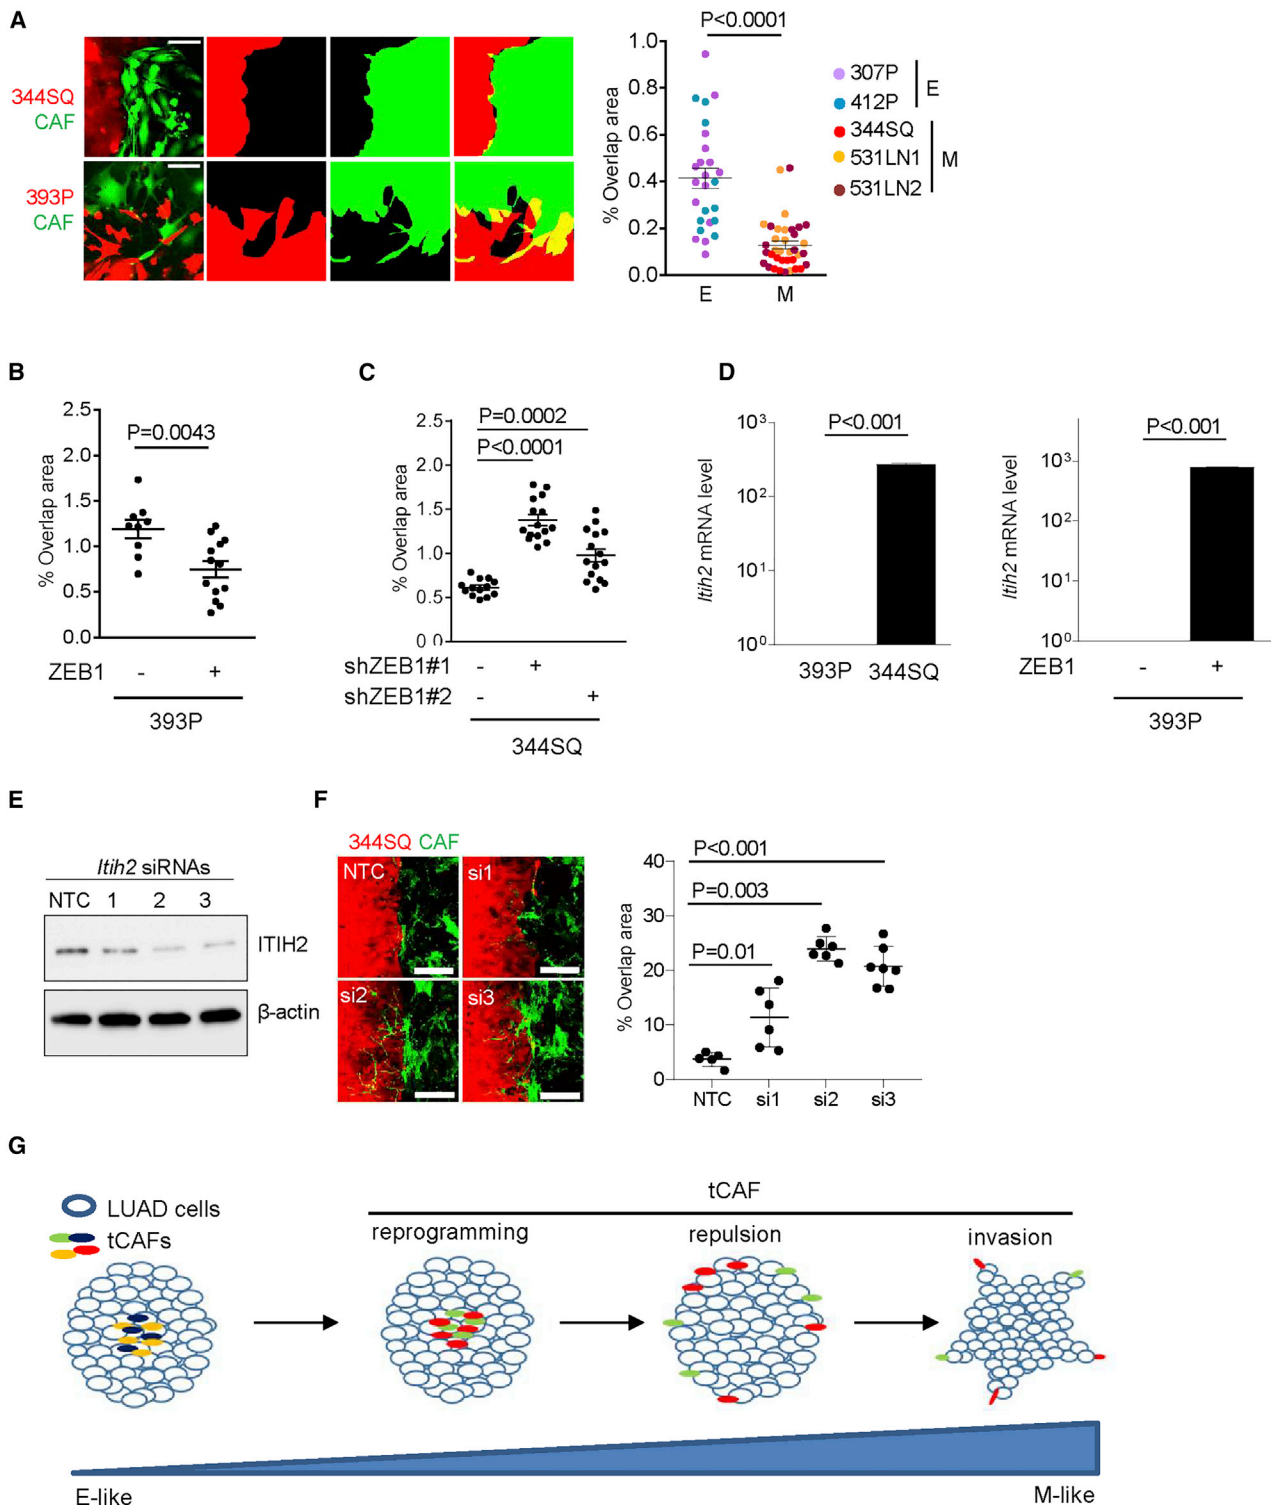 A
344SQ
CAF
393P
CAF
P<0.0001
% Overlap area
1.0
0.8
0.6
0.4
0.2
0.0
E M
307P
412P
E
344SQ
531LN1
531LN2
M
B
% Overlap area
2.5
2.0
1.5
1.0
0.5
0.0
P=0.0043
ZEB1 - +
393P
C
% Overlap area
2.5
2.0
1.5
1.0
0.5
0.0
P=0.0002
P<0.0001
shZEB1#1 - +
shZEB1#2 - +
344SQ
D
Itih2 mRNA level
10³
10²
10¹
10⁰
P<0.001
393P 344SQ
Itih2 mRNA level
10³
10²
10¹
10⁰
P<0.001
ZEB1 - +
393P
E
Itih2 siRNAs
NTC 1 2 3
ITIH2
β-actin
F
344SQ CAF
NTC si1
si2 si3
% Overlap area
40
30
20
10
0
P<0.001
P=0.003
P=0.01
NTC si1 si2 si3
G
LUAD cells
tCAFs
tCAF
reprogramming repulsion invasion
E-like M-like